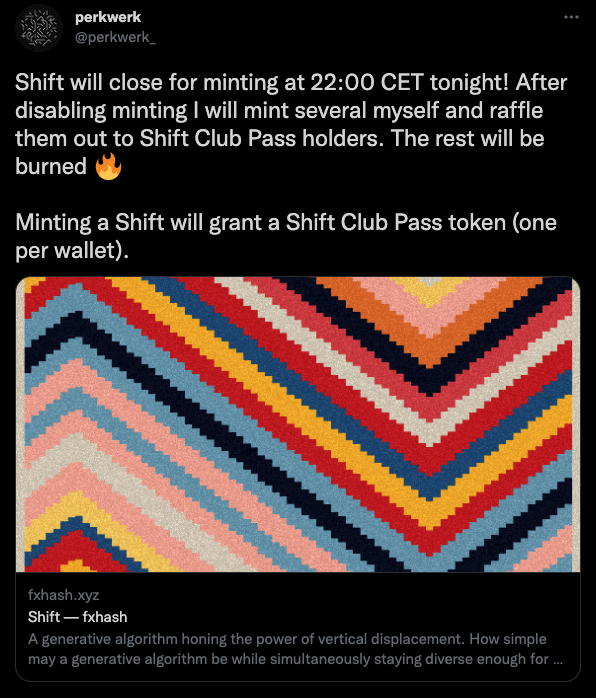 perkwerk
@perkwerk_
Shift will close for minting at 22:00 CET tonight! After
disabling minting I will mint several myself and raffle
them out to Shift Club Pass holders. The rest will be
burned 🔥
Minting a Shift will grant a Shift Club Pass token (one
per wallet).
fxhash.xyz
Shift — fxhash
A generative algorithm honing the power of vertical displacement. How simple
may a generative algorithm be while simultaneously staying diverse enough for ...